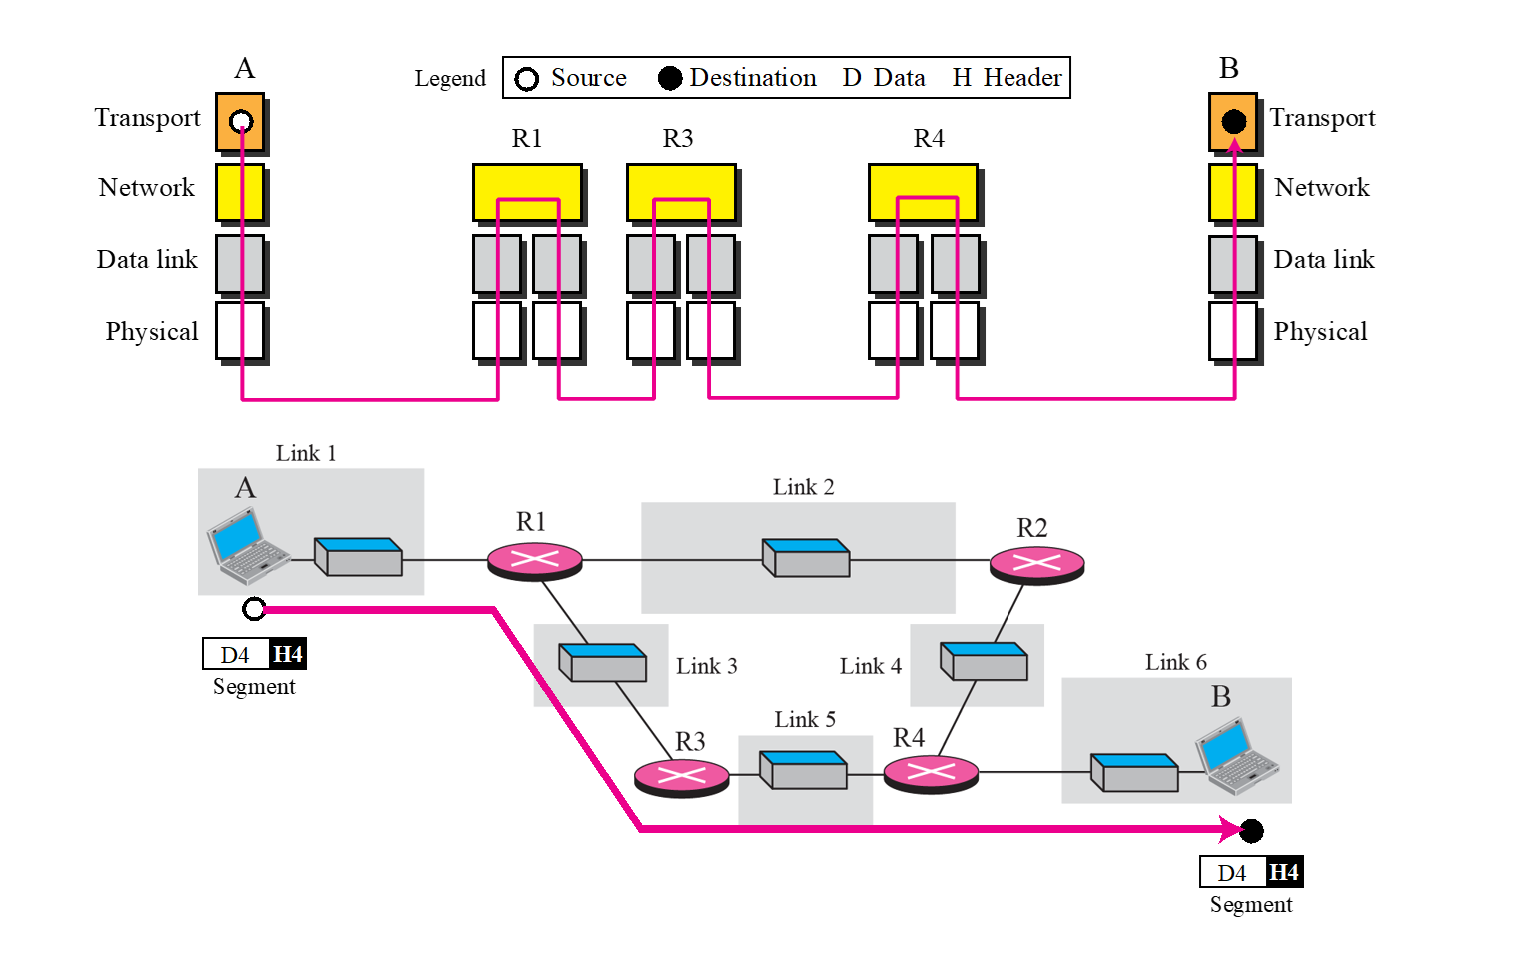 A
Legend Source Destination D Data H Header
B
Transport
Transport
R1 R3 R4
Network
Network
Data link
Data link
Physical
Physical
Link 1
A
Link 2
R1
R2
D4 H4
Segment
Link 3
Link 4
Link 6
B
Link 5
R3
R4
D4 H4
Segment